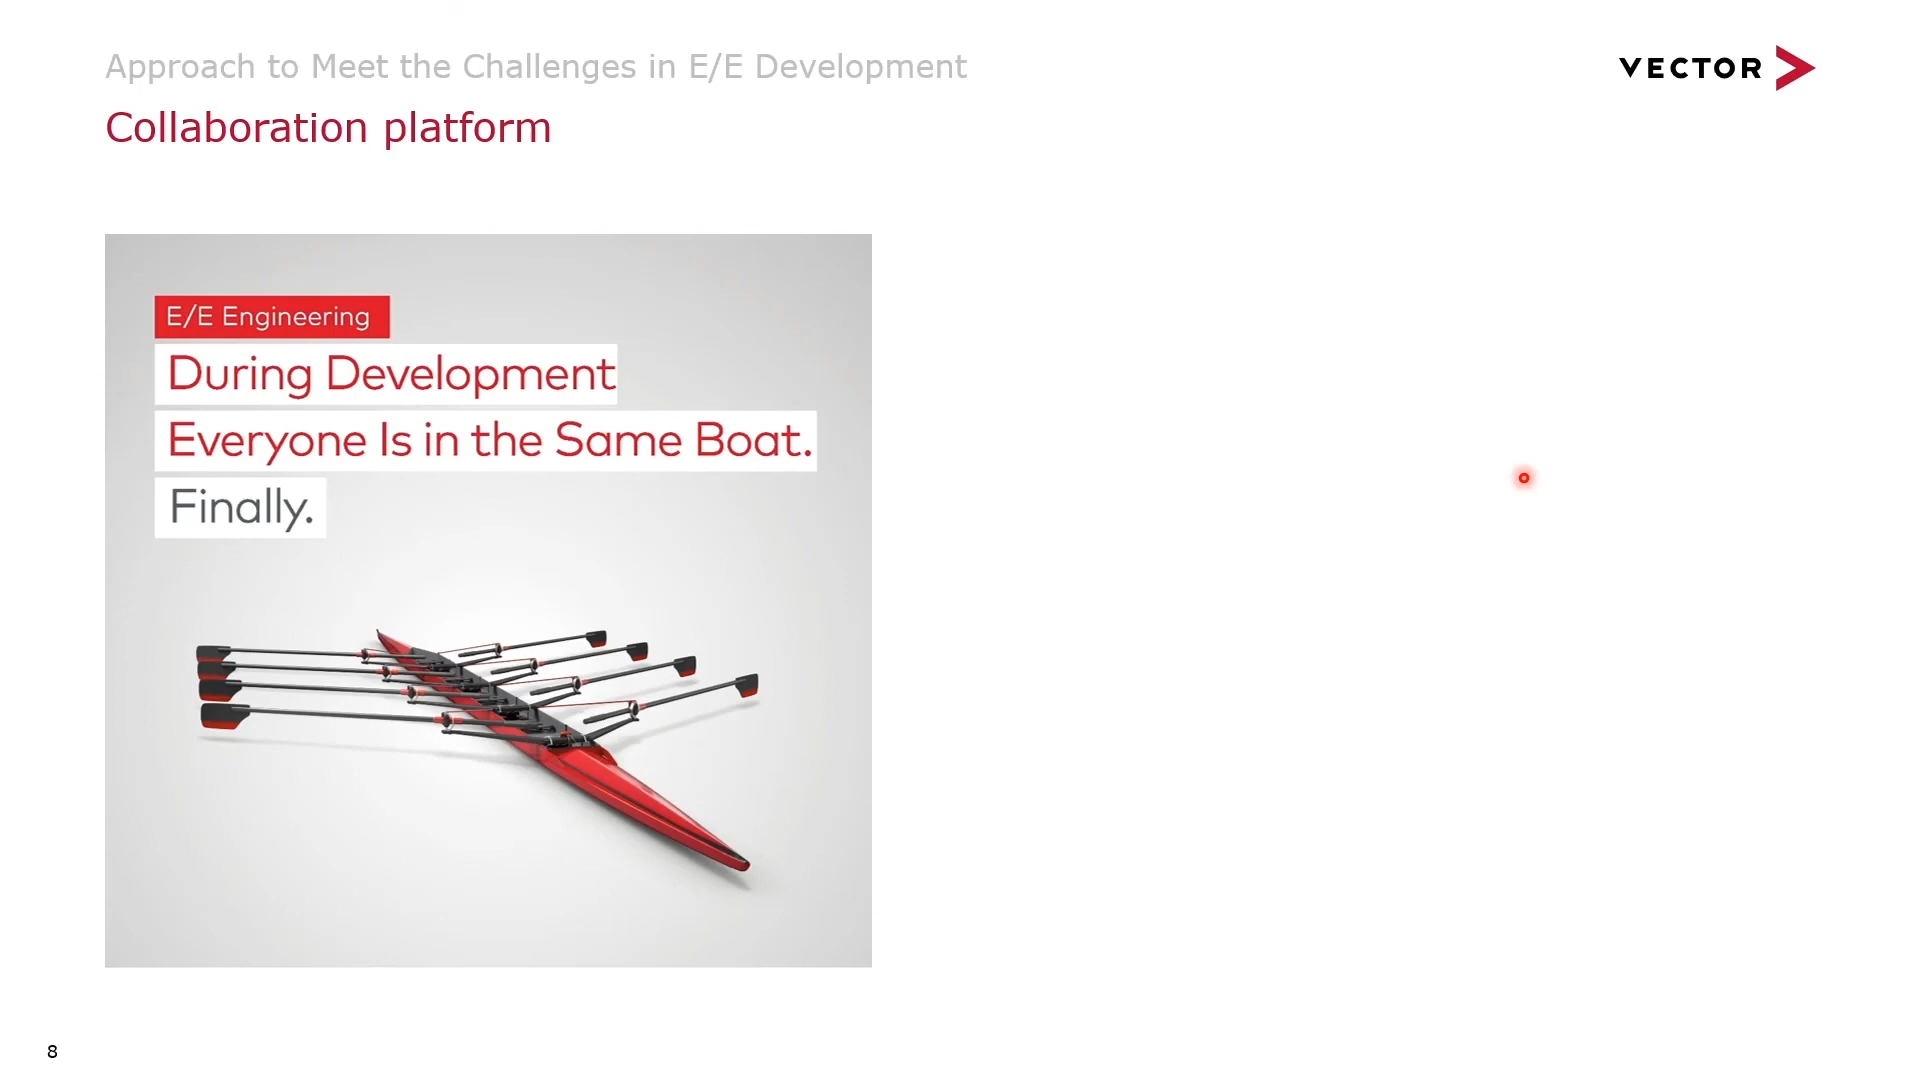 Approach to Meet the Challenges in E/E Development
VECTOR
Collaboration platform
E/E Engineering
During Development
Everyone Is in the Same Boat.
Finally.
8